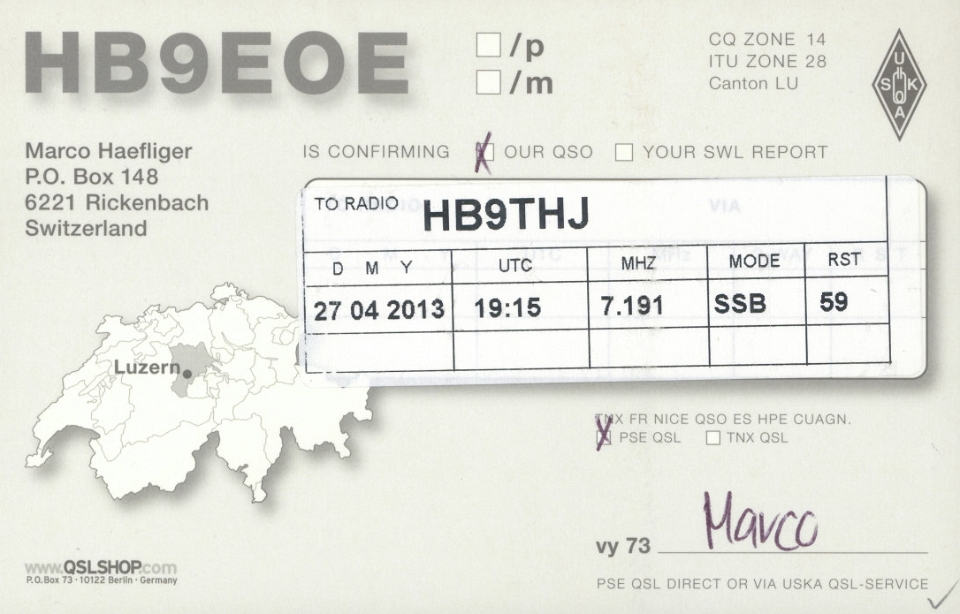 HB9EOE
/p
/m
CQ ZONE 14
ITU ZONE 28
Canton LU
USKA
Marco Haefliger
P.O. Box 148
6221 Rickenbach
Switzerland
IS CONFIRMING OUR QSO YOUR SWL REPORT
TO RADIO HB9THJ
VIA
D M Y UTC MHZ MODE RST
27 04 2013 19:15 7.191 SSB 59
Luzern
TNX FR NICE QSO ES HPE CUAGN.
PSE QSL TNX QSL
Marco
vy 73
www.QSLSHOP.com
P.O.Box 73 · 10122 Berlin · Germany
PSE QSL DIRECT OR VIA USKA QSL-SERVICE